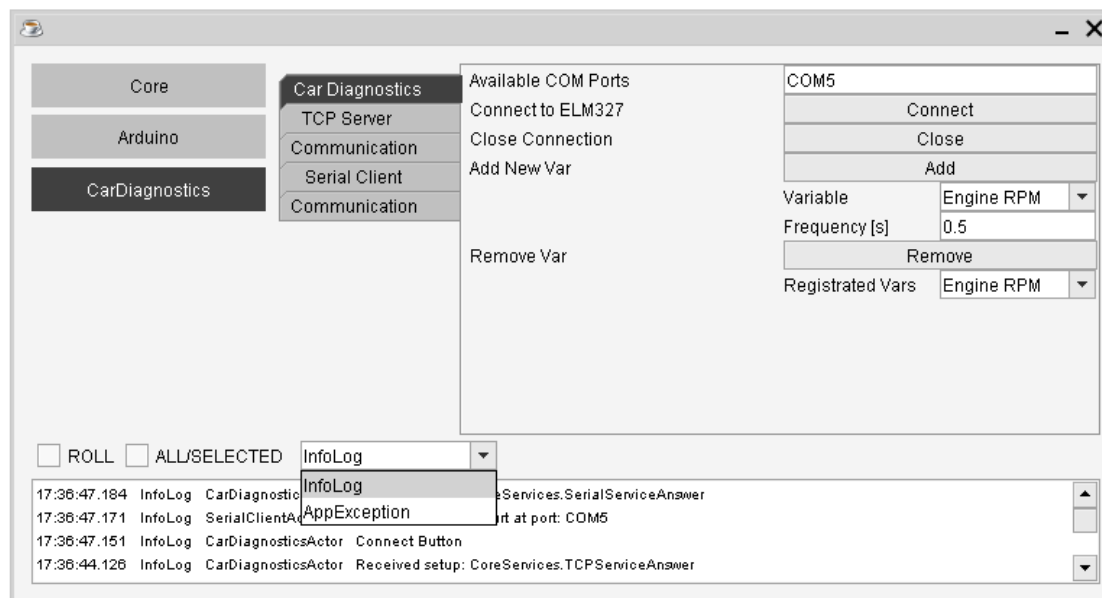 Core
Arduino
CarDiagnostics
Car Diagnostics
TCP Server
Communication
Serial Client
Communication
Available COM Ports COM5
Connect to ELM327 Connect
Close Connection Close
Add New Var Add
Variable Engine RPM
Frequency [s] 0.5
Remove Var Remove
Registrated Vars Engine RPM
ROLL ALL/SELECTED InfoLog
InfoLog
AppException
17:36:47.184 InfoLog CarDiagnostic eServices.SerialServiceAnswer
17:36:47.171 InfoLog SerialClientAc rt at port: COM5
17:36:47.151 InfoLog CarDiagnosticsActor Connect Button
17:36:44.126 InfoLog CarDiagnosticsActor Received setup: CoreServices.TCPServiceAnswer